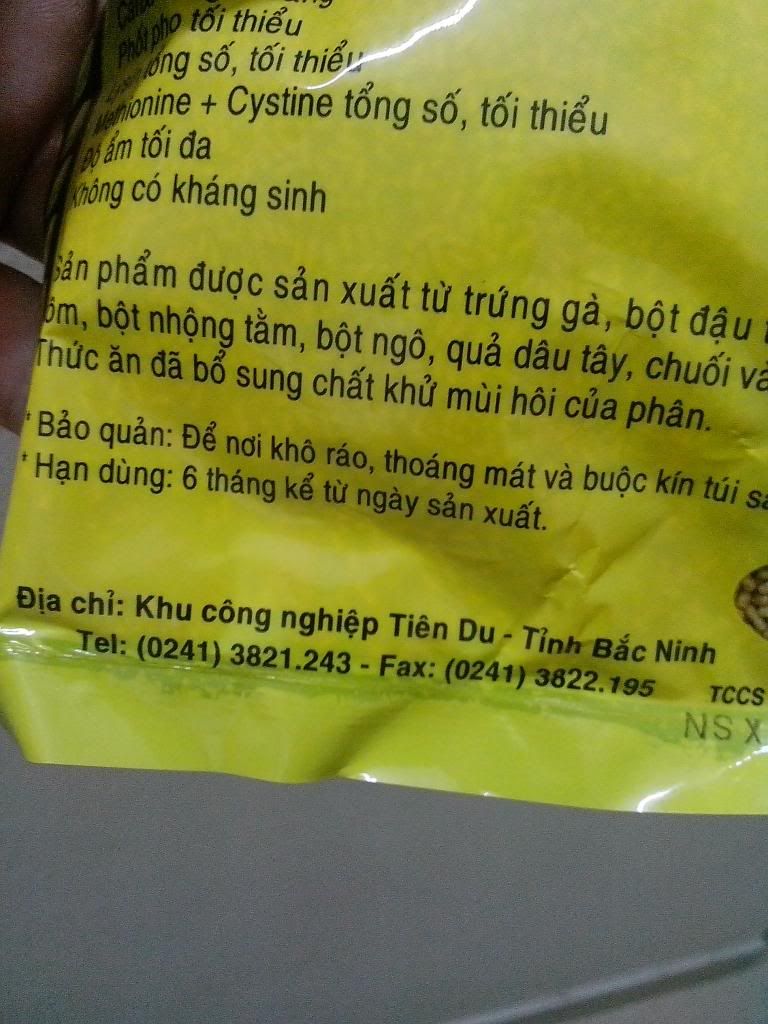 Phốt pho tối thiểu
tổng số, tối thiểu
Methionine + Cystine tổng số, tối thiểu
Độ ẩm tối đa
Không có kháng sinh
Sản phẩm được sản xuất từ trứng gà, bột đậu
bột nhộng tằm, bột ngô, quả dâu tây, chuối và
Thức ăn đã bổ sung chất khử mùi hôi của phân.
* Bảo quản: Để nơi khô ráo, thoáng mát và buộc kín túi
* Hạn dùng: 6 tháng kể từ ngày sản xuất.
Địa chỉ: Khu công nghiệp Tiên Du - Tỉnh Bắc Ninh
Tel: (0241) 3821.243 - Fax: (0241) 3822.195 TCCS
NSX